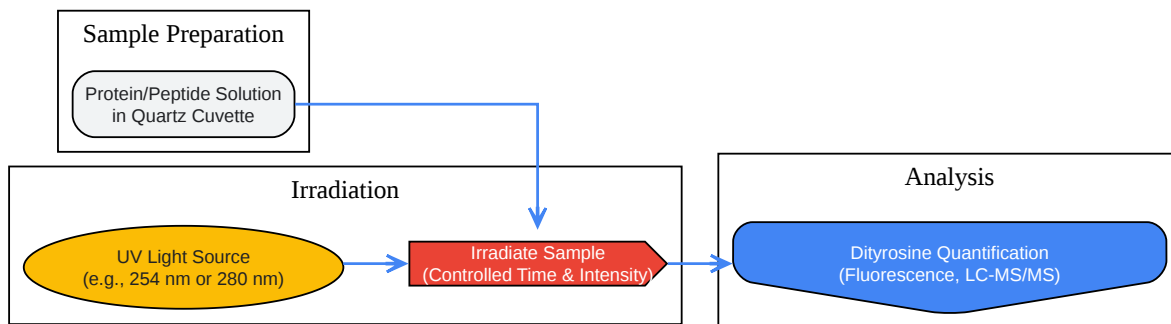 Sample Preparation
Protein/Peptide Solution
in Quartz Cuvette
Irradiation
UV Light Source
(e.g., 254 nm or 280 nm)
Irradiate Sample
(Controlled Time & Intensity)
Analysis
Dityrosine Quantification
(Fluorescence, LC-MS/MS)